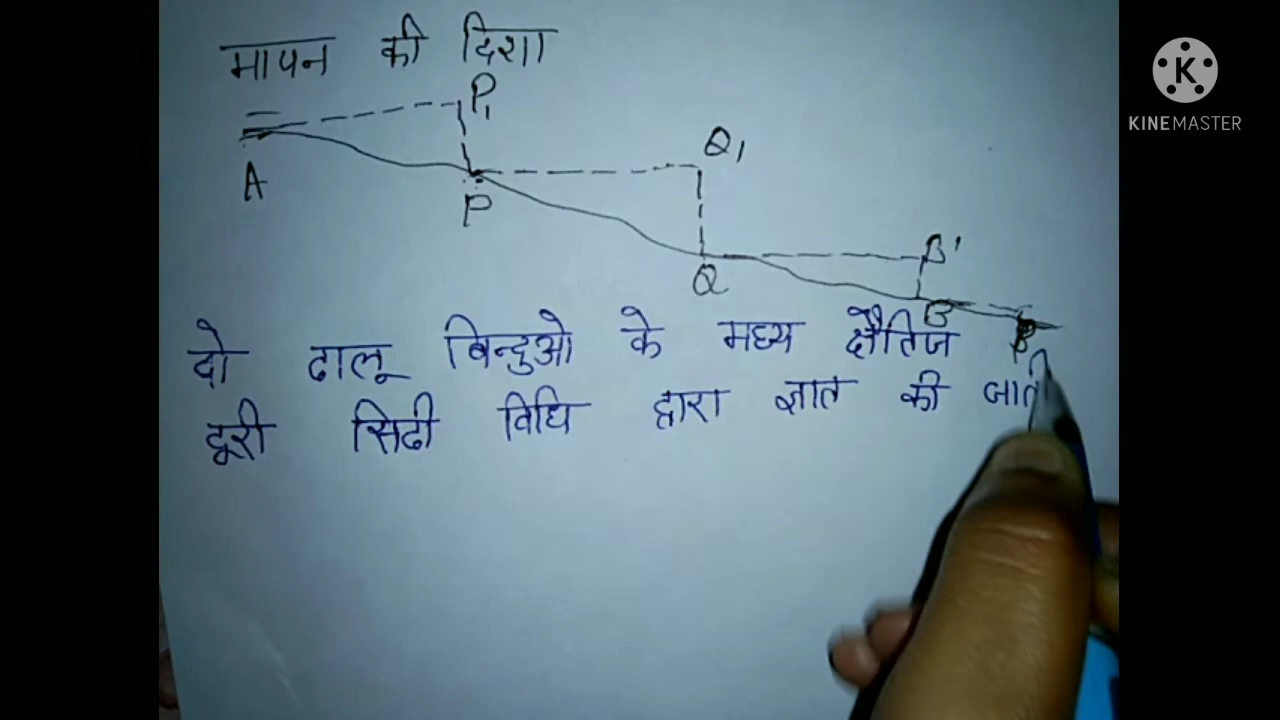 मापन की दिशा
P₁
A
P
Q₁
Q
B'
B
दो ढालू विन्दुओ के मध्य क्षैतिज
दूरी सिढी विधि द्वारा ज्ञात की जाती
K
KINEMASTER